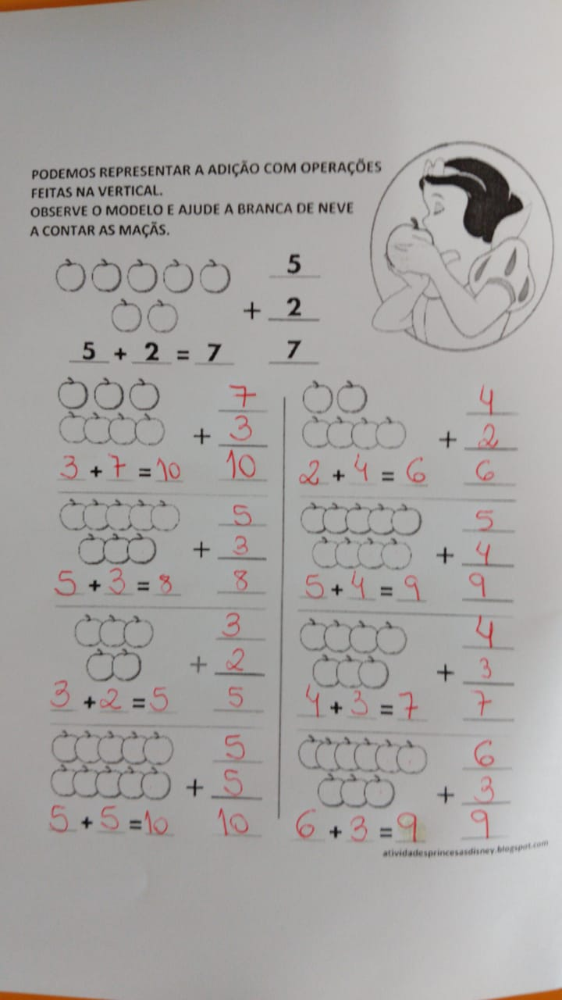 PODEMOS REPRESENTAR A ADIÇÃO COM OPERAÇÕES
FEITAS NA VERTICAL.
OBSERVE O MODELO E AJUDE A BRANCA DE NEVE
A CONTAR AS MAÇÃS.
5
+ 2
5 + 2 = 7
7
7
+ 3
3 + 7 = 10
10
4
+ 2
2 + 4 = 6
6
5
+ 3
5 + 3 = 8
8
5
+ 4
5 + 4 = 9
9
3
+ 2
3 + 2 = 5
5
4
+ 3
4 + 3 = 7
7
5
+ 5
5 + 5 = 10
10
6
+ 3
6 + 3 = 9
9
atividadesprincesasdisney.blogspot.com